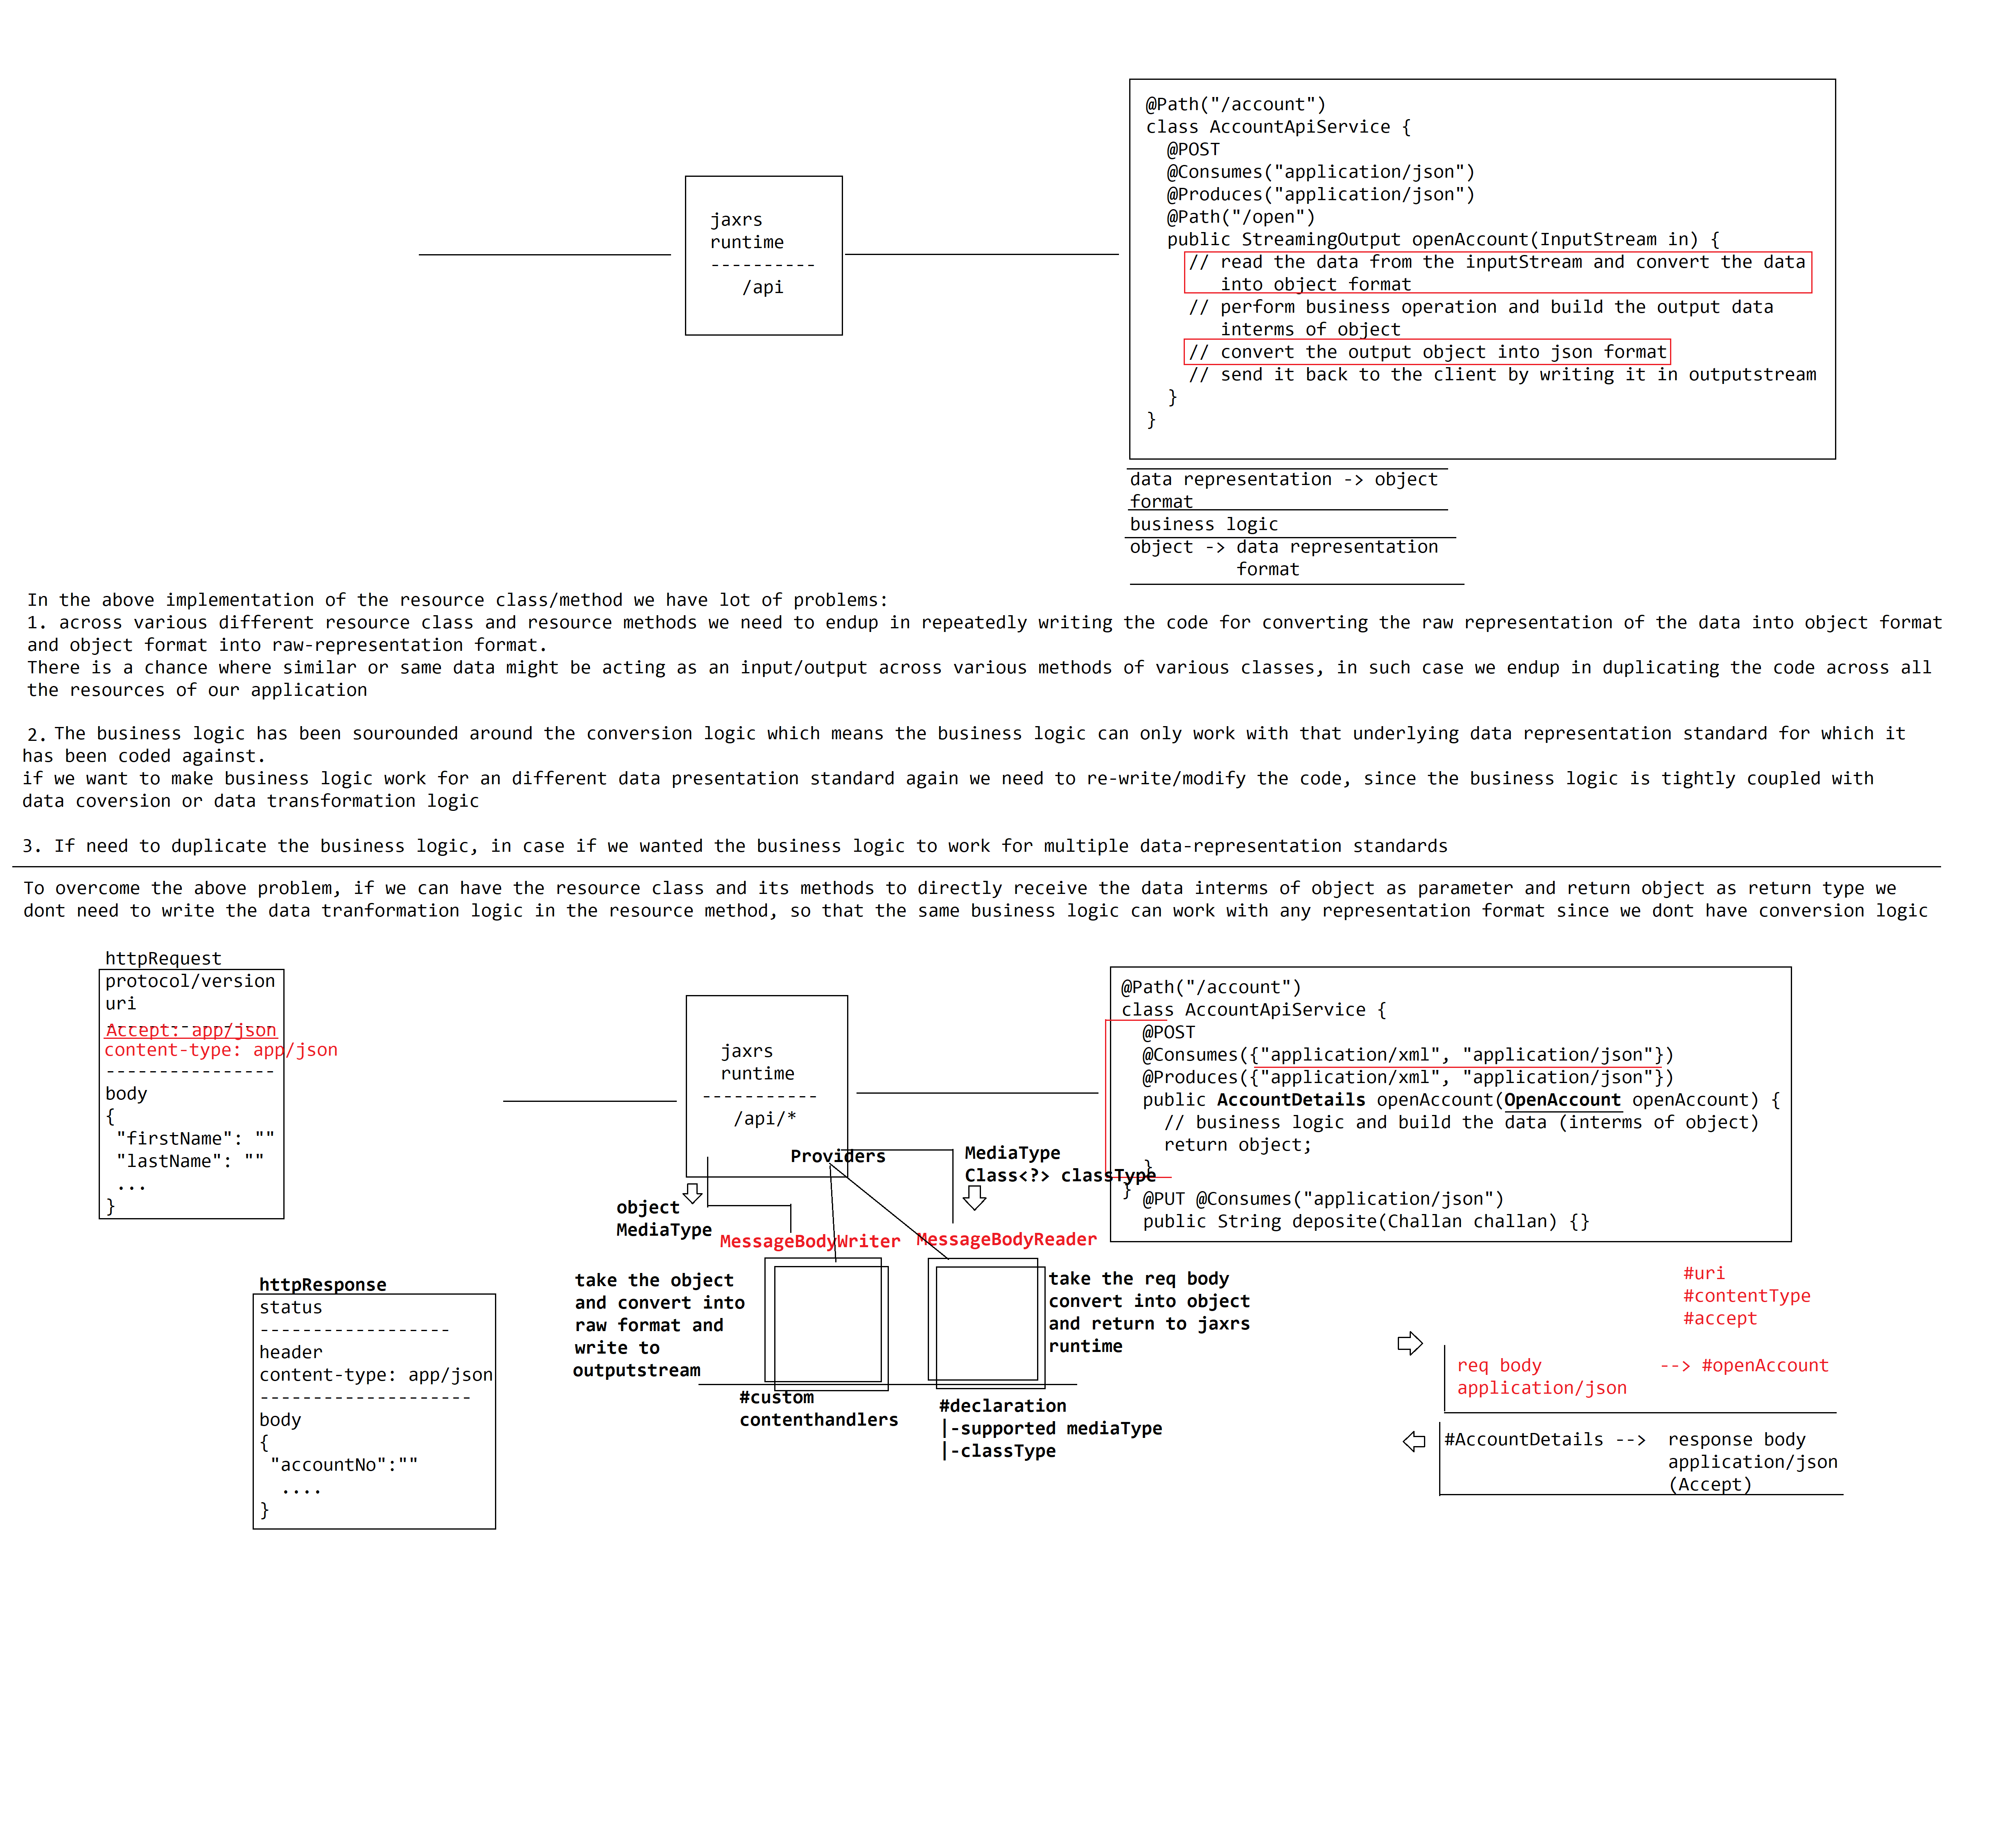 @Path("/account")
class AccountApiService {
@POST
@Consumes("application/json")
@Produces("application/json")
@Path("/open")
public StreamingOutput openAccount(InputStream in) {
// read the data from the inputStream and convert the data
into object format
// perform business operation and build the output data
interms of object
// convert the output object into json format
// send it back to the client by writing it in outputstream
}
}
jaxrs
runtime
----------
/api
data representation -> object
format
business logic
object -> data representation
format
In the above implementation of the resource class/method we have lot of problems:
1. across various different resource class and resource methods we need to endup in repeatedly writing the code for converting the raw representation of the data into object format
and object format into raw-representation format.
There is a chance where similar or same data might be acting as an input/output across various methods of various classes, in such case we endup in duplicating the code across all
the resources of our application
2. The business logic has been sourounded around the conversion logic which means the business logic can only work with that underlying data representation standard for which it
has been coded against.
if we want to make business logic work for an different data presentation standard again we need to re-write/modify the code, since the business logic is tightly coupled with
data coversion or data transformation logic
3. If need to duplicate the business logic, in case if we wanted the business logic to work for multiple data-representation standards
To overcome the above problem, if we can have the resource class and its methods to directly receive the data interms of object as parameter and return object as return type we
dont need to write the data tranformation logic in the resource method, so that the same business logic can work with any representation format since we dont have conversion logic
httpRequest
protocol/version
uri
----------------
Accept: app/json
content-type: app/json
----------------
body
{
"firstName": ""
"lastName": ""
...
}
jaxrs
runtime
-----------
/api/*
Providers
@Path("/account")
class AccountApiService {
@POST
@Consumes({"application/xml", "application/json"})
@Produces({"application/xml", "application/json"})
public AccountDetails openAccount(OpenAccount openAccount) {
// business logic and build the data (interms of object)
return object;
}
}
@PUT @Consumes("application/json")
public String deposite(Challan challan) {}
MediaType
Class<?> classType
object
MediaType
MessageBodyWriter
MessageBodyReader
take the object
and convert into
raw format and
write to
outputstream
take the req body
convert into object
and return to jaxrs
runtime
#custom
contenthandlers
#declaration
|-supported mediaType
|-classType
httpResponse
status
------------------
header
content-type: app/json
--------------------
body
{
"accountNo":""
....
}
#uri
#contentType
#accept
req body --> #openAccount
application/json
#AccountDetails --> response body
application/json
(Accept)